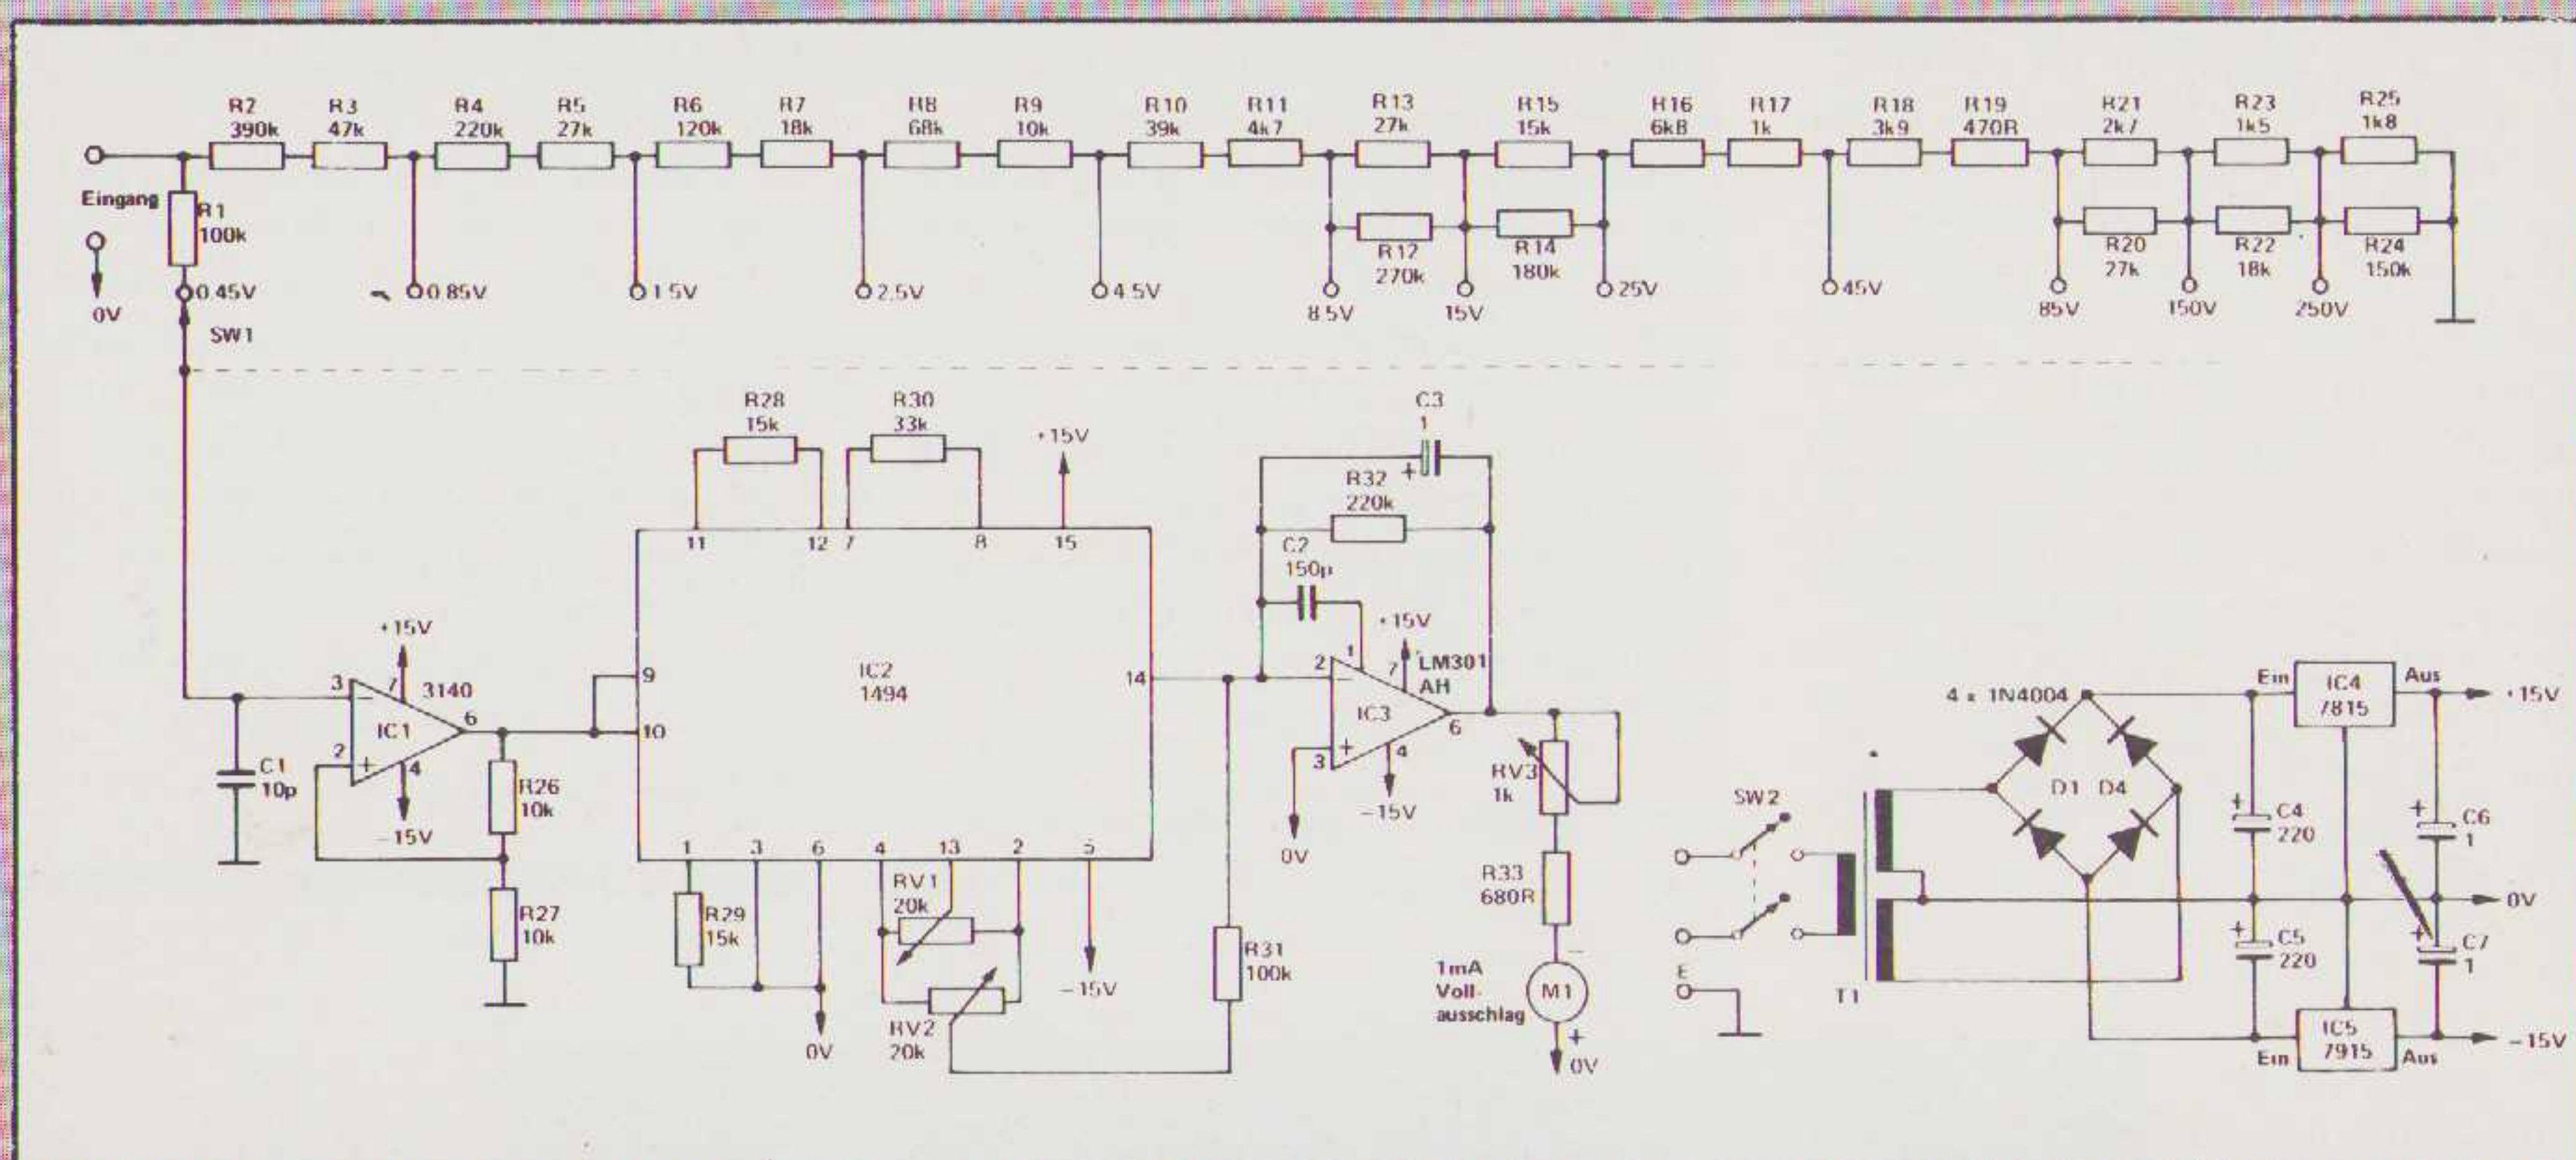 R2
390k
R3
47k
R4
220k
R5
27k
R6
120k
R7
18k
R8
68k
R9
10k
R10
39k
R11
4k7
R13
27k
R15
15k
R16
6k8
R17
1k
R18
3k9
R19
470R
R21
2k7
R23
1k5
R25
1k8
Eingang
R1
100k
R12
270k
R14
180k
R20
27k
R22
18k
R24
150k
0V
0.45V
0.85V
1.5V
2.5V
4.5V
8.5V
15V
25V
45V
85V
150V
250V
SW1
R28
15k
R30
33k
+15V
C3
1
+
R32
220k
11
12
7
8
15
C2
150p
+15V
3
7
3140
IC1
6
2
+
4
-15V
C1
10p
R26
10k
R27
10k
9
10
IC2
1494
14
1
3
6
4
13
2
5
R29
15k
0V
RV1
20k
RV2
20k
-15V
R31
100k
2
1
+15V
7
LM301
AH
IC3
6
3
+
4
-15V
0V
RV3
1k
R33
680R
1mA
Voll-
ausschlag
M1
-
+
0V
SW2
E
T1
4 x 1N4004
D1 D4
Ein
IC4
7815
Aus
+15V
+
C4
220
+
C6
1
0V
+
C5
220
+
C7
1
Ein
IC5
7915
Aus
-15V